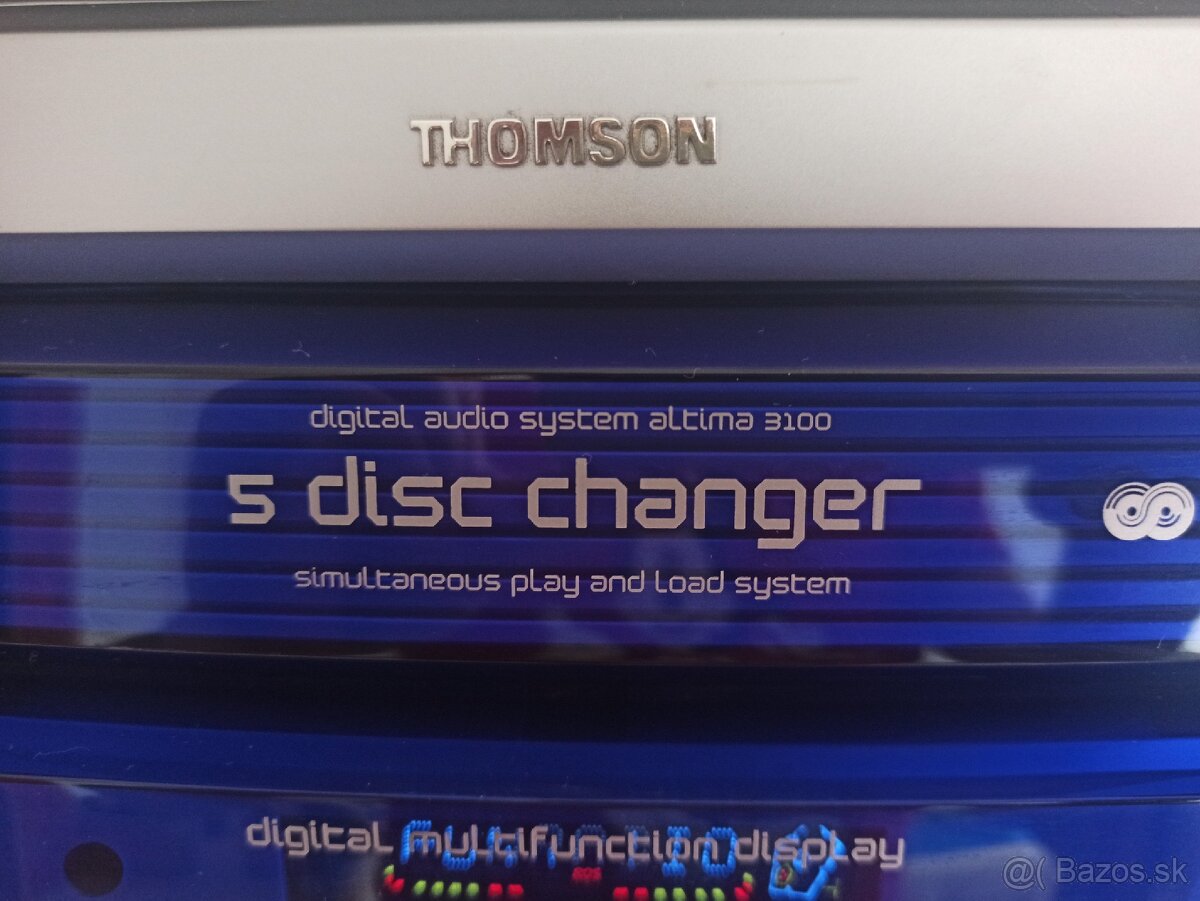 THOMSON
digital audio system altima 3100
5 disc changer
simultaneous play and load system
digital multifunction display
@( Bazos.sk